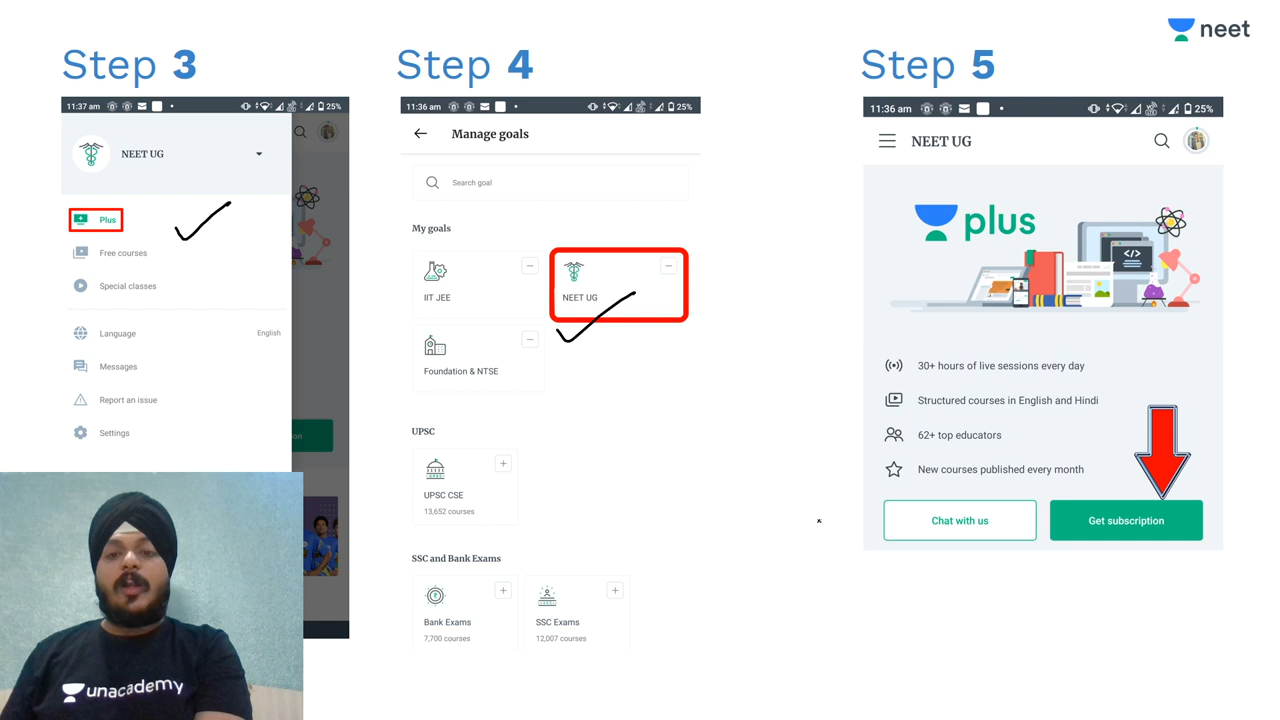 neet
Step 3
11:37 am
25%
NEET UG
Plus
Free courses
Special classes
Language English
Messages
Report an issue
Settings
unacademy
Step 4
11:36 am
25%
Manage goals
Search goal
My goals
IIT JEE
NEET UG
Foundation & NTSE
UPSC
UPSC CSE
13,652 courses
SSC and Bank Exams
Bank Exams
7,700 courses
SSC Exams
12,007 courses
Step 5
11:36 am
25%
NEET UG
plus
30+ hours of live sessions every day
Structured courses in English and Hindi
62+ top educators
New courses published every month
Chat with us
Get subscription